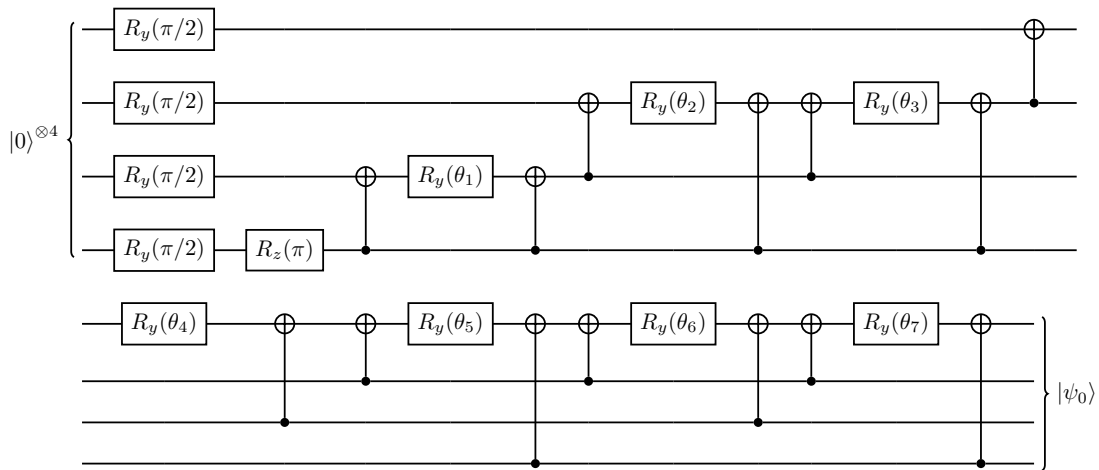 R_y(π/2)
R_y(π/2) R_y(θ_2) R_y(θ_3)
|0⟩^{⊗4}
R_y(π/2) R_y(θ_1)
R_y(π/2) R_z(π)
R_y(θ_4) R_y(θ_5) R_y(θ_6) R_y(θ_7)
|ψ_0⟩